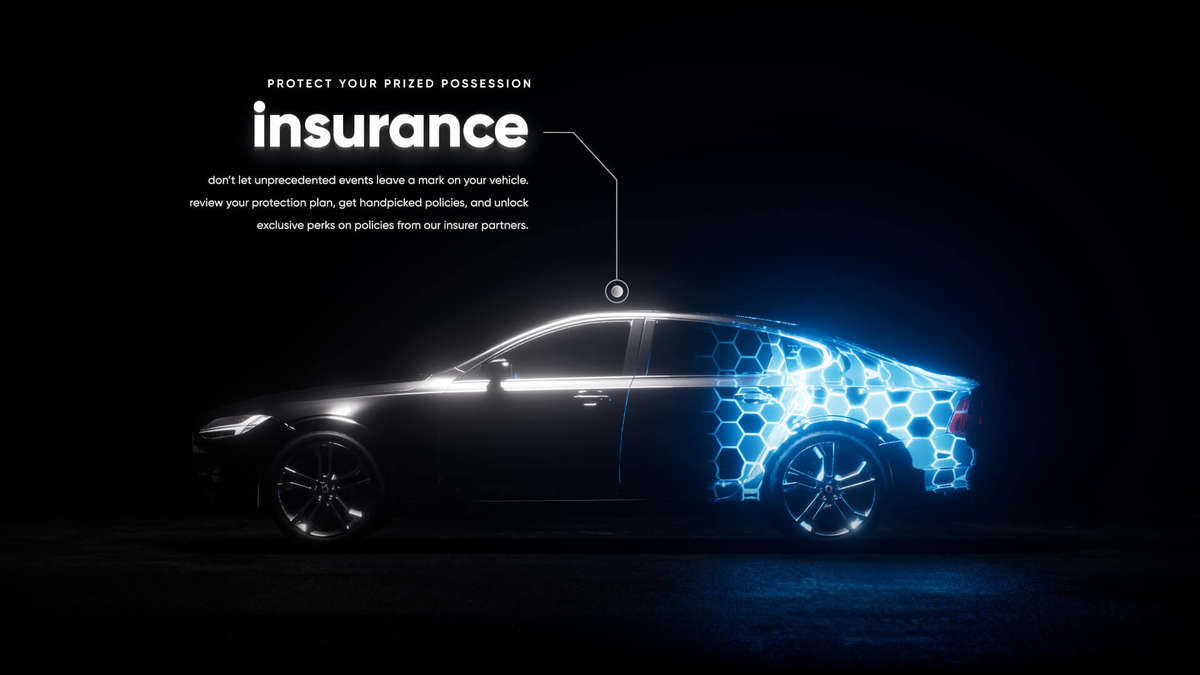 PROTECT YOUR PRIZED POSSESSION
insurance
don't let unprecedented events leave a mark on your vehicle.
review your protection plan, get handpicked policies, and unlock
exclusive perks on policies from our insurer partners.